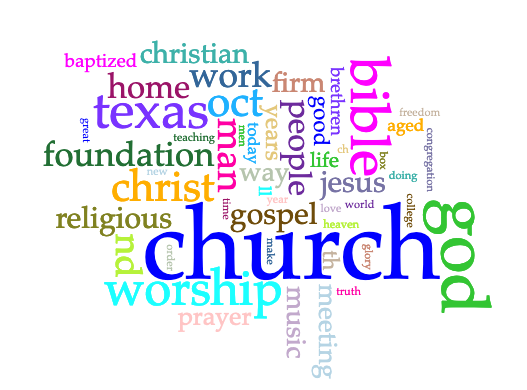 christian
baptized
bible
work
firm
home
brethren
oct
texas
good
people
years
freedom
man
great
men
today
aged
teaching
congregation
foundation
ch
box
life
way
new
doing
jesus
christ
ll
year
time
college
love
world
god
religious
gospel
heaven
church
nd
order
make
th
glory
worship
music
meeting
truth
prayer